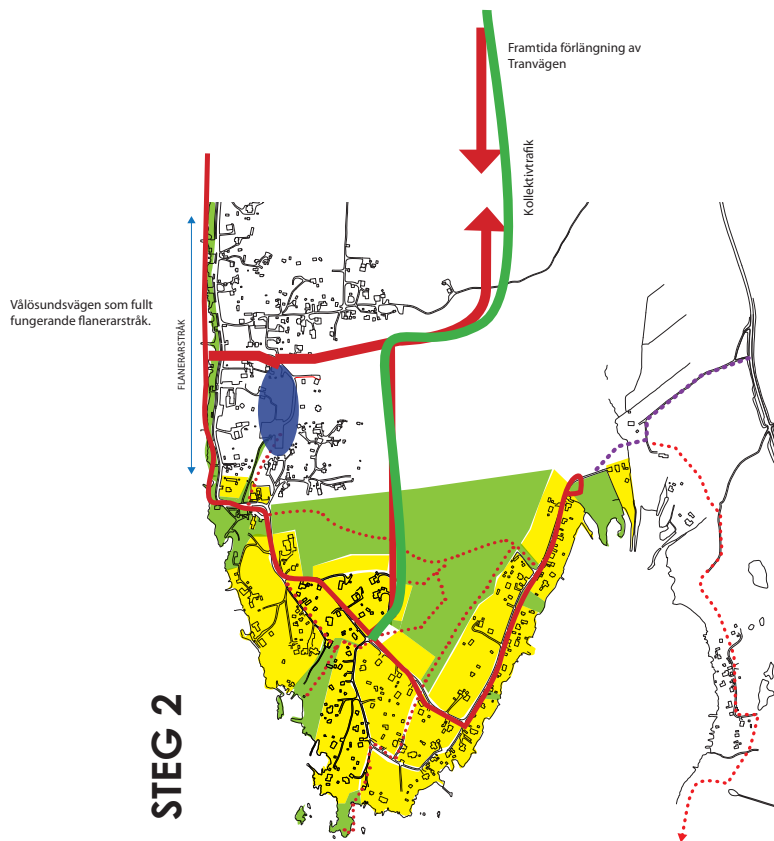 Framtida förlängning av
Tranvägen
Kollektivtrafik
Vålösundsvägen som fullt
fungerande flanerarstråk.
FLANERARSTRÅK
STEG 2